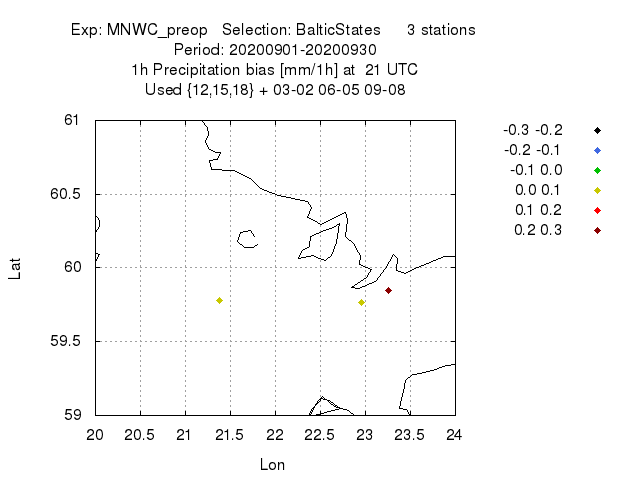 Exp: MNWC_preop Selection: BalticStates 3 stations
Period: 20200901-20200930
1h Precipitation bias [mm/1h] at 21 UTC
Used {12,15,18} + 03-02 06-05 09-08
61
60.5
60
59.5
59
Lat
20 20.5 21 21.5 22 22.5 23 23.5 24
Lon
-0.3 -0.2
-0.2 -0.1
-0.1 0.0
0.0 0.1
0.1 0.2
0.2 0.3